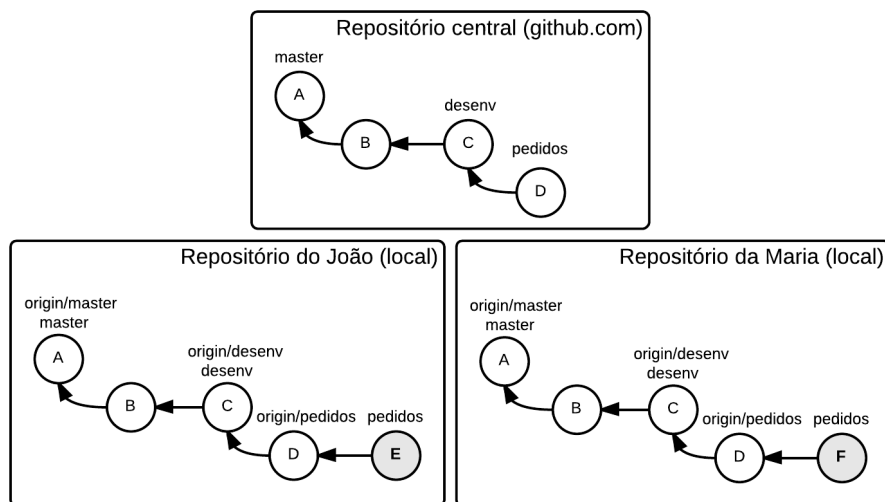 Repositório central (github.com)
master
A
desenv
B
C
pedidos
D
Repositório do João (local)
origin/master
master
A
origin/desenv
desenv
B
C
origin/pedidos
pedidos
D
E
Repositório da Maria (local)
origin/master
master
A
origin/desenv
desenv
B
C
origin/pedidos
pedidos
D
F